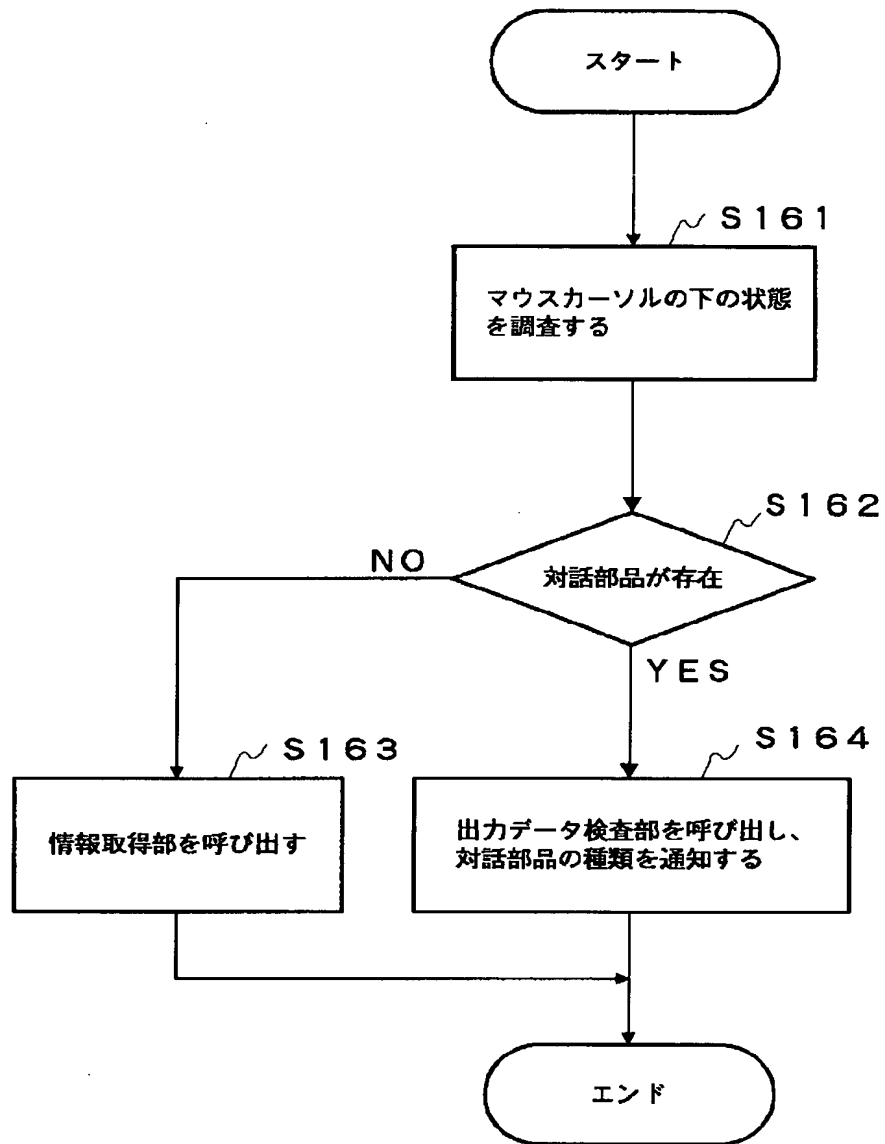 スタート
S161
マウスカーソルの下の状態
を調査する
S162
対話部品が存在
NO
YES
S163
情報取得部を呼び出す
S164
出力データ検査部を呼び出し、
対話部品の種類を通知する
エンド